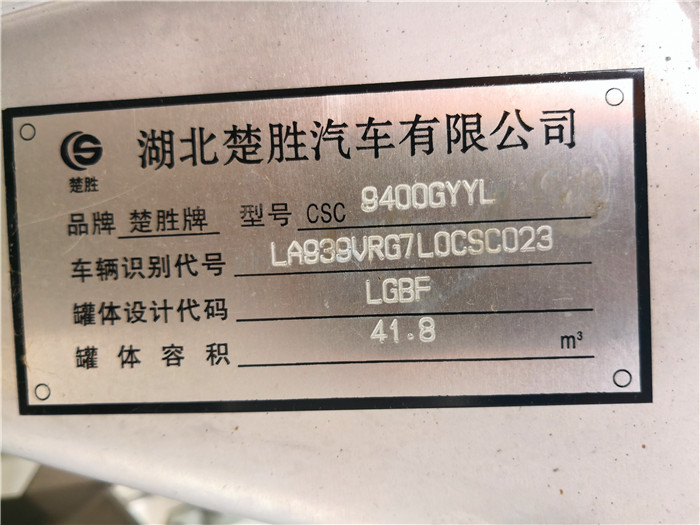 湖北楚胜汽车有限公司
楚胜
品牌 楚胜牌 型号 CSC 9400GYYL
车辆识别代号 LA939VRG7L0CSC023
罐体设计代码 LGBF
罐体容积 41.8 m³